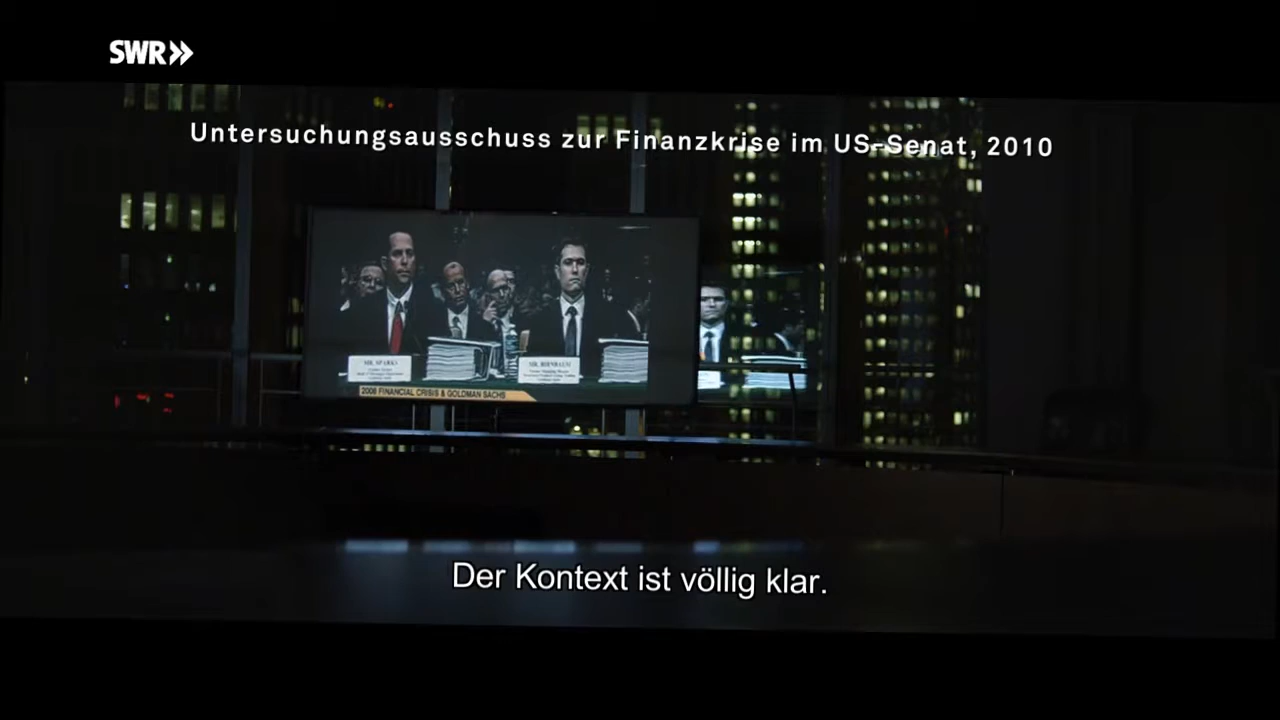 SWR
Untersuchungsausschuss zur Finanzkrise im US-Senat, 2010
MR. SPARKS
MR. BIRNBAUM
2008 FINANCIAL CRISIS & GOLDMAN SACHS
Der Kontext ist völlig klar.